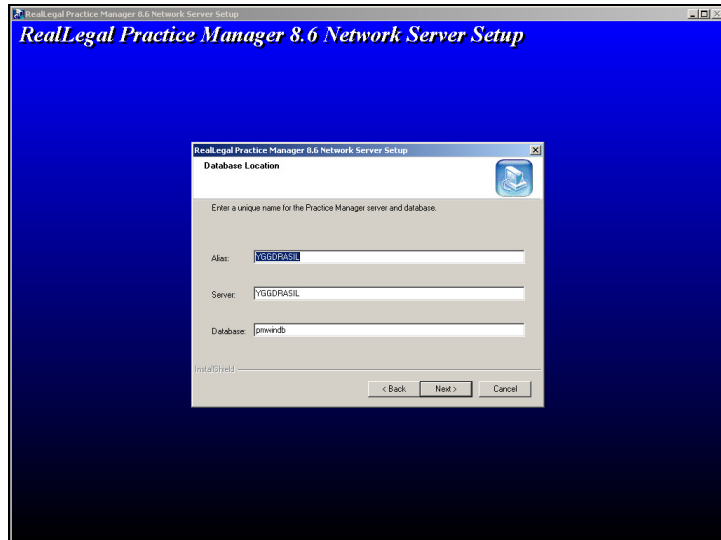 RealLegal Practice Manager 8.6 Network Server Setup
RealLegal Practice Manager 8.6 Network Server Setup
RealLegal Practice Manager 8.6 Network Server Setup
Database Location
Enter a unique name for the Practice Manager server and database.
Alias: YGGDRASIL
Server: YGGDRASIL
Database: pmwindb
InstallShield
< Back Next > Cancel